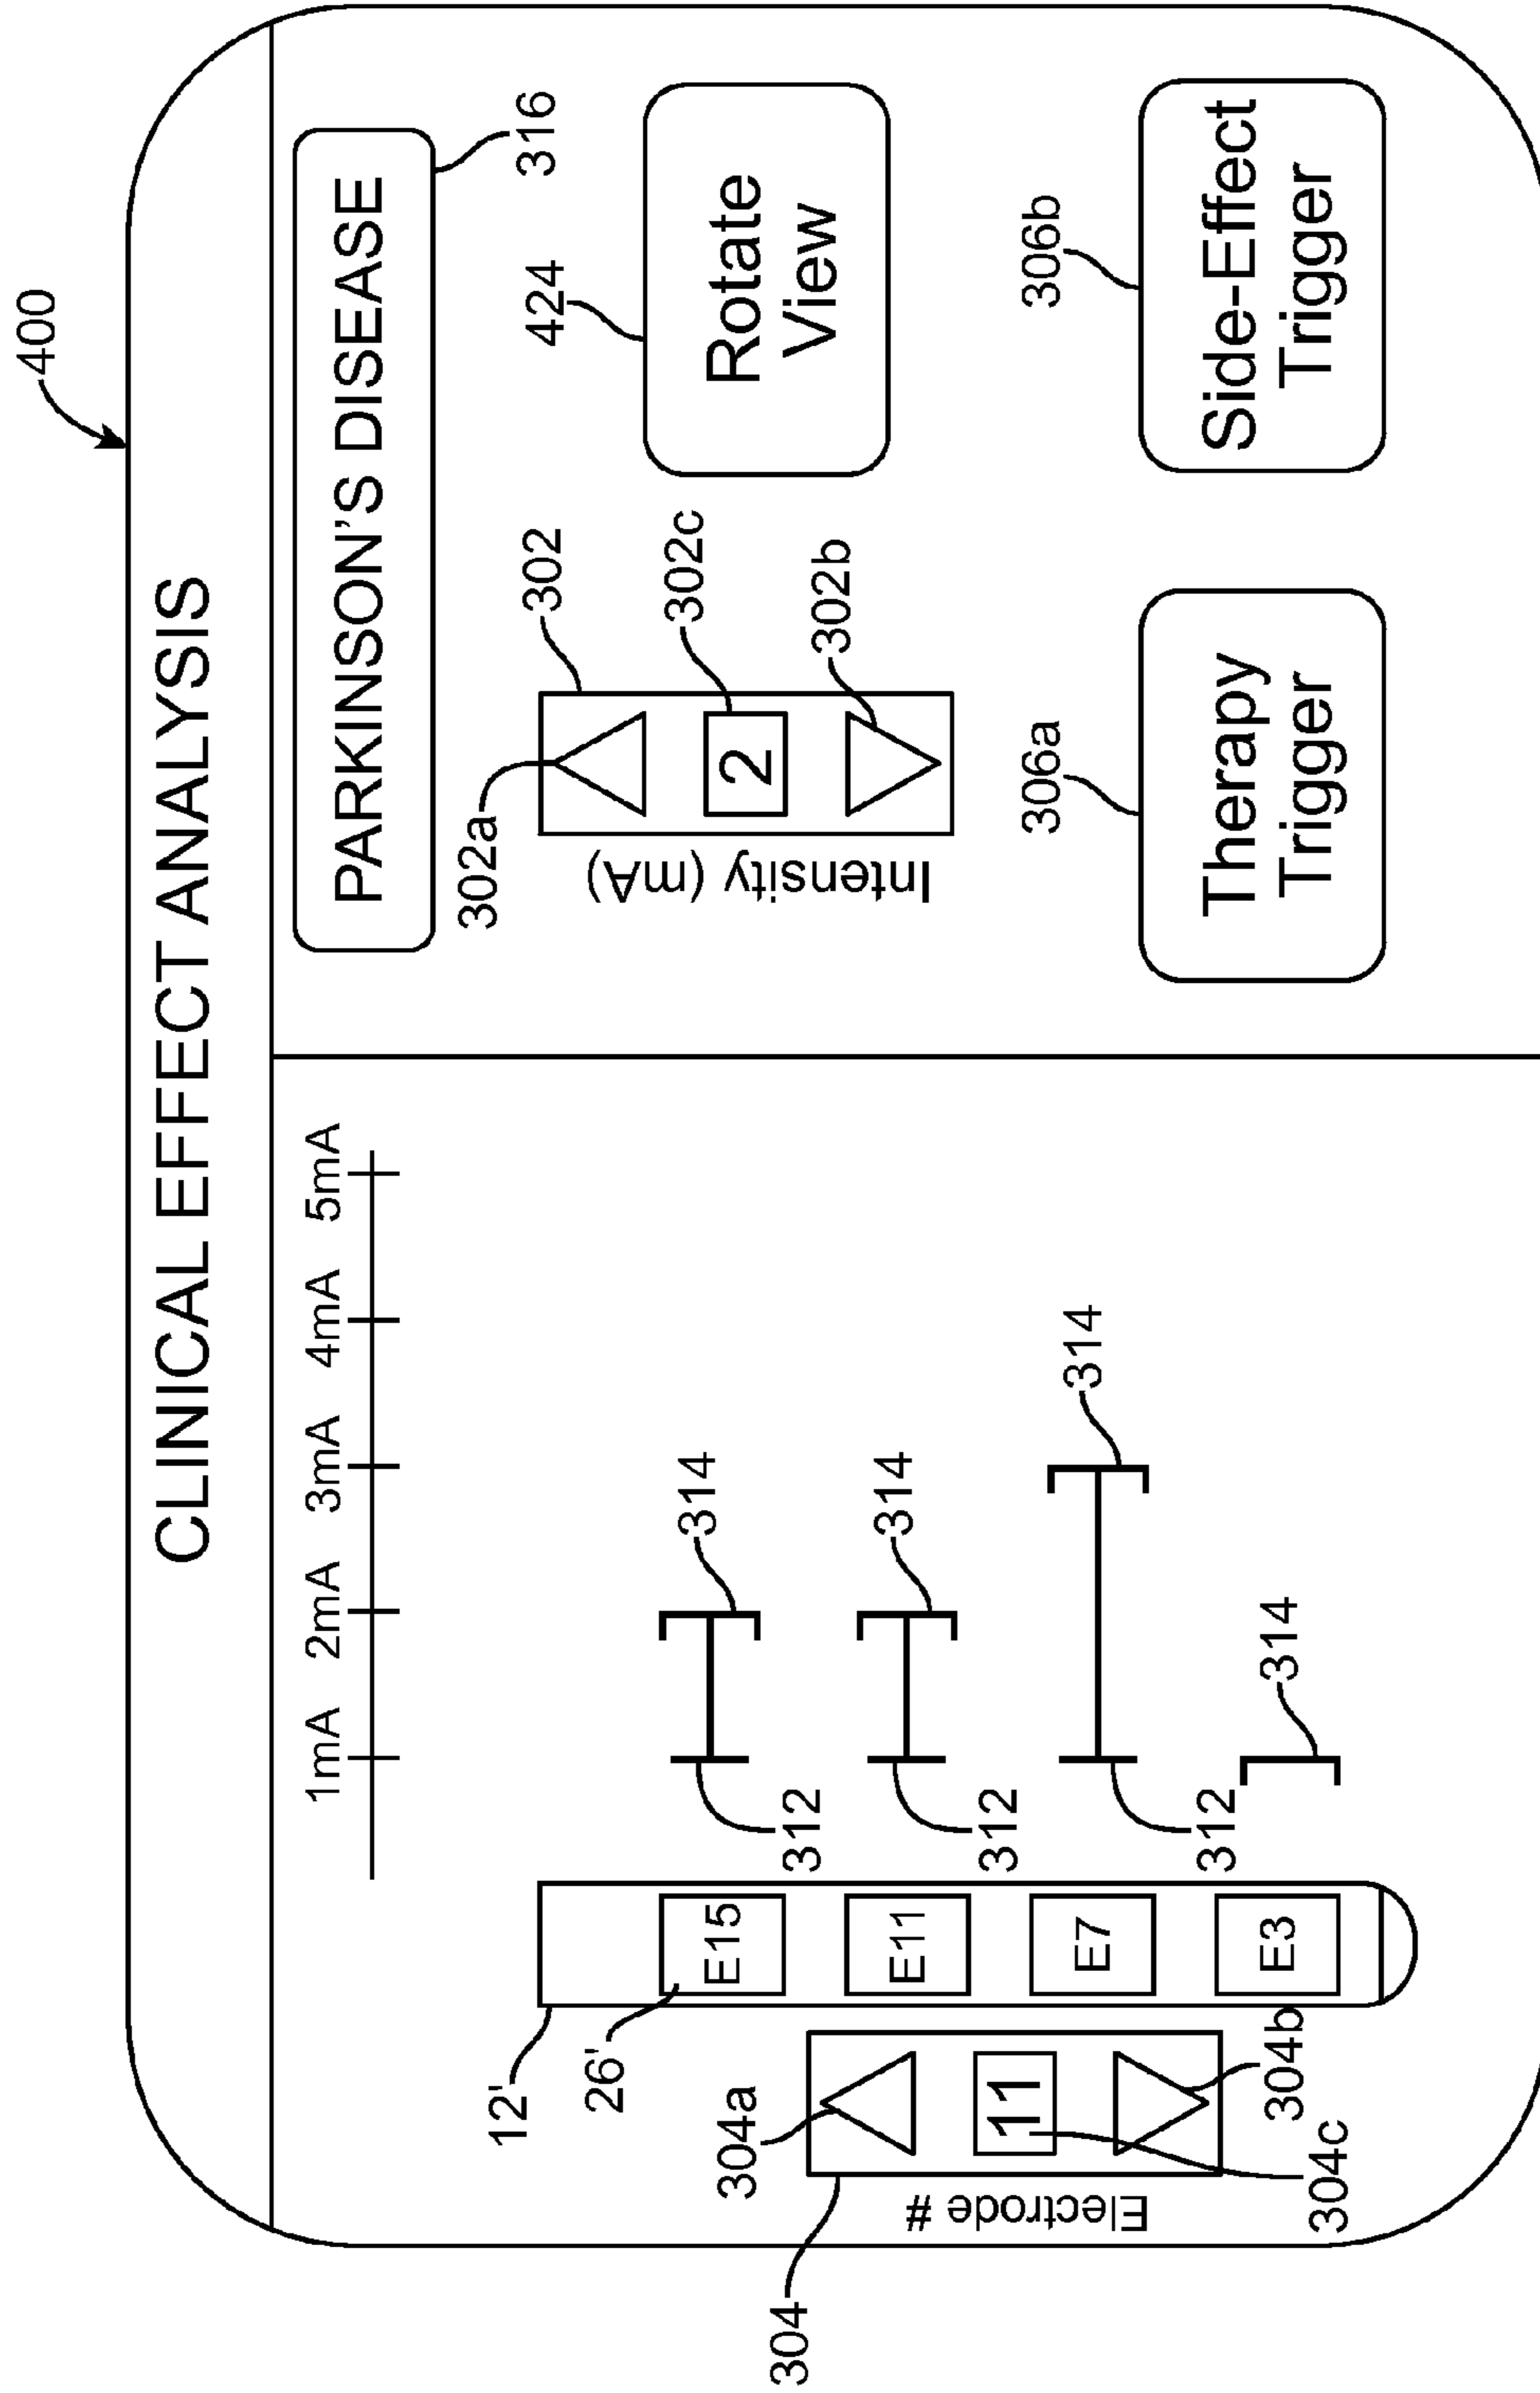 400
CLINICAL EFFECT ANALYSIS
1mA 2mA 3mA 4mA 5mA
PARKINSON'S DISEASE
316
12'
26'
E15
312
314
302a
302
302c
302b
2
Intensity (mA)
424
Rotate
View
304
304a
11
Electrode #
304b
304c
E11
312
314
E7
312
314
E3
314
306a
Therapy
Trigger
306b
Side-Effect
Trigger